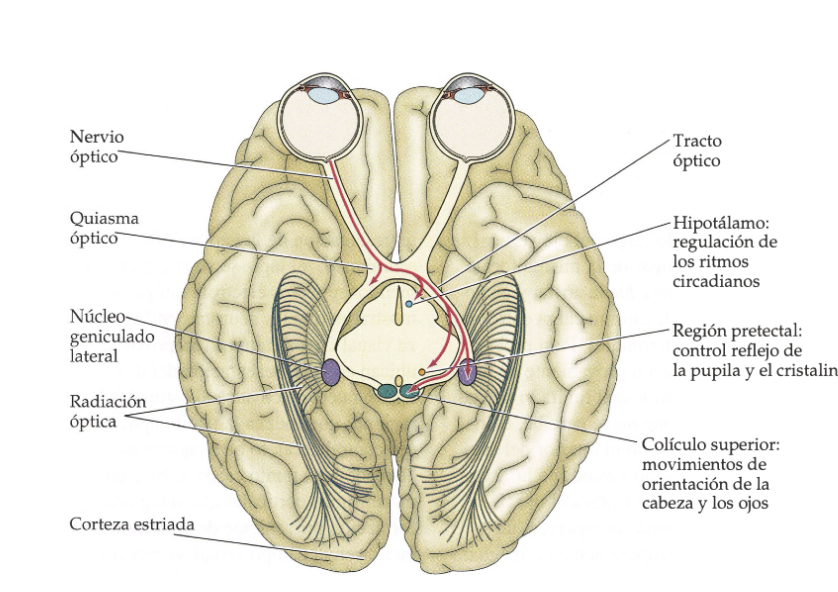 Nervio
óptico
Quiasma
óptico
Núcleo
geniculado
lateral
Radiación
óptica
Corteza estriada
Tracto
óptico
Hipotálamo:
regulación de
los ritmos
circadianos
Región pretectal:
control reflejo de
la pupila y el cristalin
Colículo superior:
movimientos de
orientación de la
cabeza y los ojos